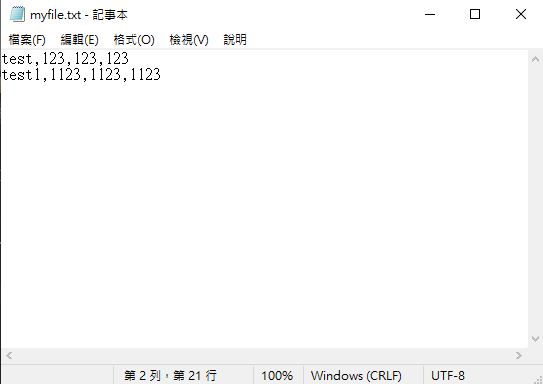 myfile.txt - 記事本
檔案(F) 編輯(E) 格式(O) 檢視(V) 說明
test,123,123,123
test1,1123,1123,1123
第 2 列，第 21 行 100% Windows (CRLF) UTF-8